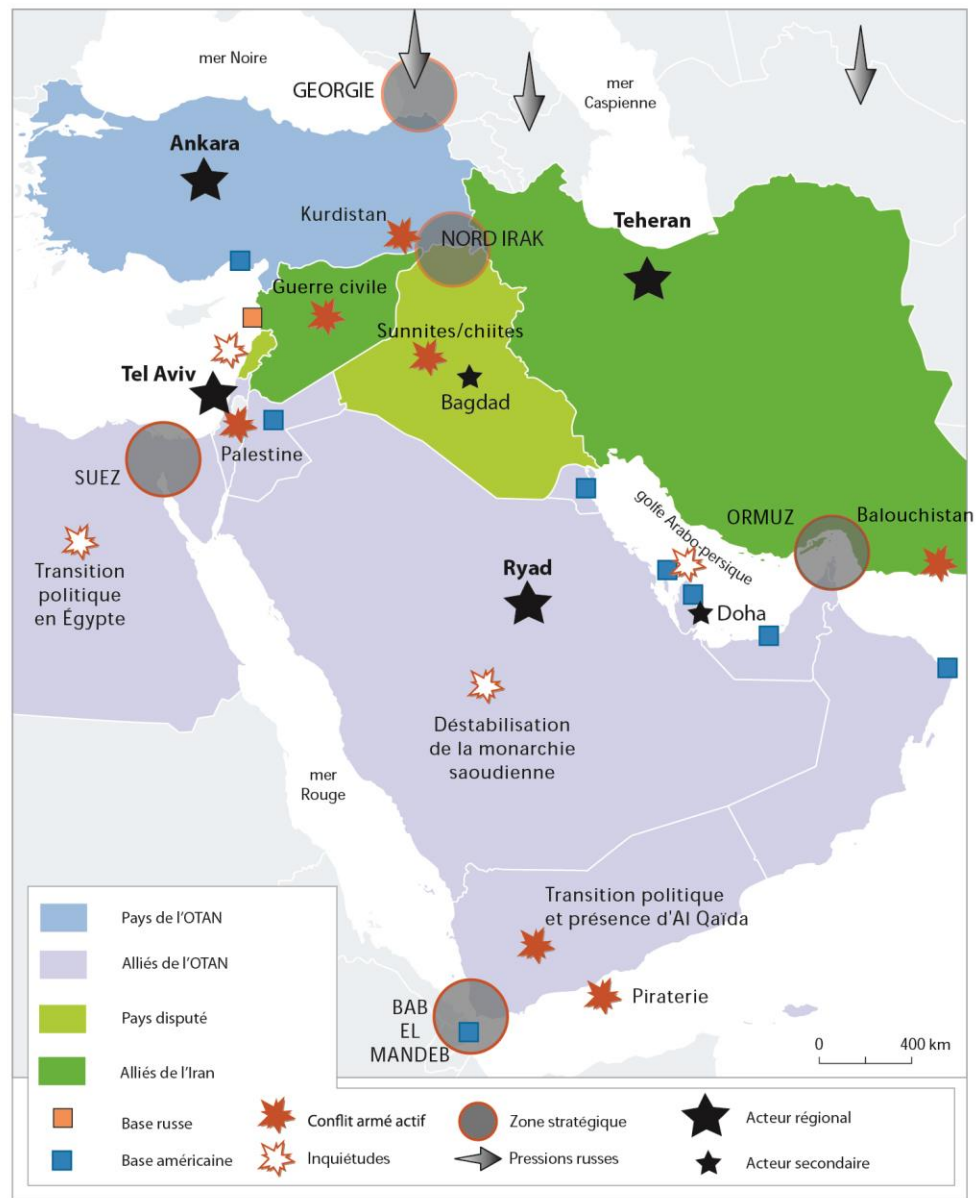 mer Noire
GEORGIE
mer
Caspienne
Ankara
Kurdistan
NORD IRAK
Teheran
Guerre civile
Sunnites/chiites
Tel Aviv
Bagdad
Palestine
SUEZ
golfe Arabo-persique
ORMUZ
Balouchistan
Transition
politique
en Égypte
Ryad
Doha
Déstabilisation
de la monarchie
saoudienne
mer
Rouge
Transition politique
et présence d'Al Qaïda
Piraterie
BAB
EL
MANDEB
0 400 km
Pays de l'OTAN
Alliés de l'OTAN
Pays disputé
Alliés de l'Iran
Base russe
Base américaine
Conflit armé actif
Inquiétudes
Zone stratégique
Pressions russes
Acteur régional
Acteur secondaire